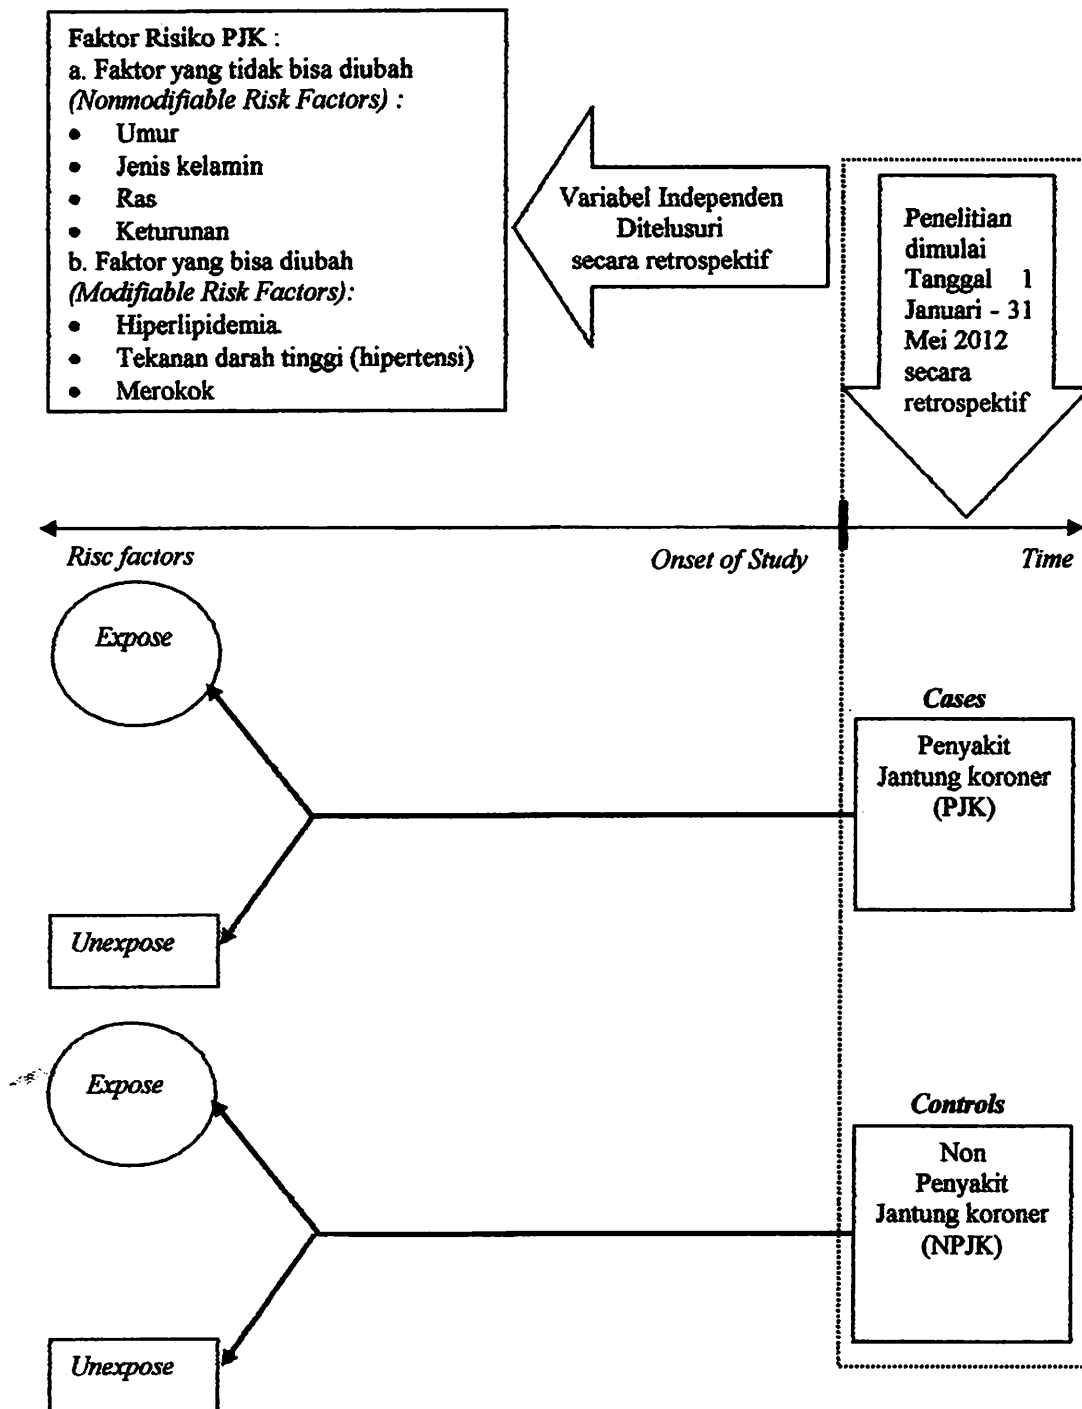 Faktor Risiko PJK :
a. Faktor yang tidak bisa diubah
(Nonmodifiable Risk Factors) :
• Umur
• Jenis kelamin
• Ras
• Keturunan
b. Faktor yang bisa diubah
(Modifiable Risk Factors):
• Hiperlipidemia.
• Tekanan darah tinggi (hipertensi)
• Merokok
Variabel Independen
Ditelusuri
secara retrospektif
Penelitian
dimulai
Tanggal 1
Januari - 31
Mei 2012
secara
retrospektif
Risc factors
Onset of Study
Time
Expose
Cases
Penyakit
Jantung koroner
(PJK)
Unexpose
Expose
Controls
Non
Penyakit
Jantung koroner
(NPJK)
Unexpose